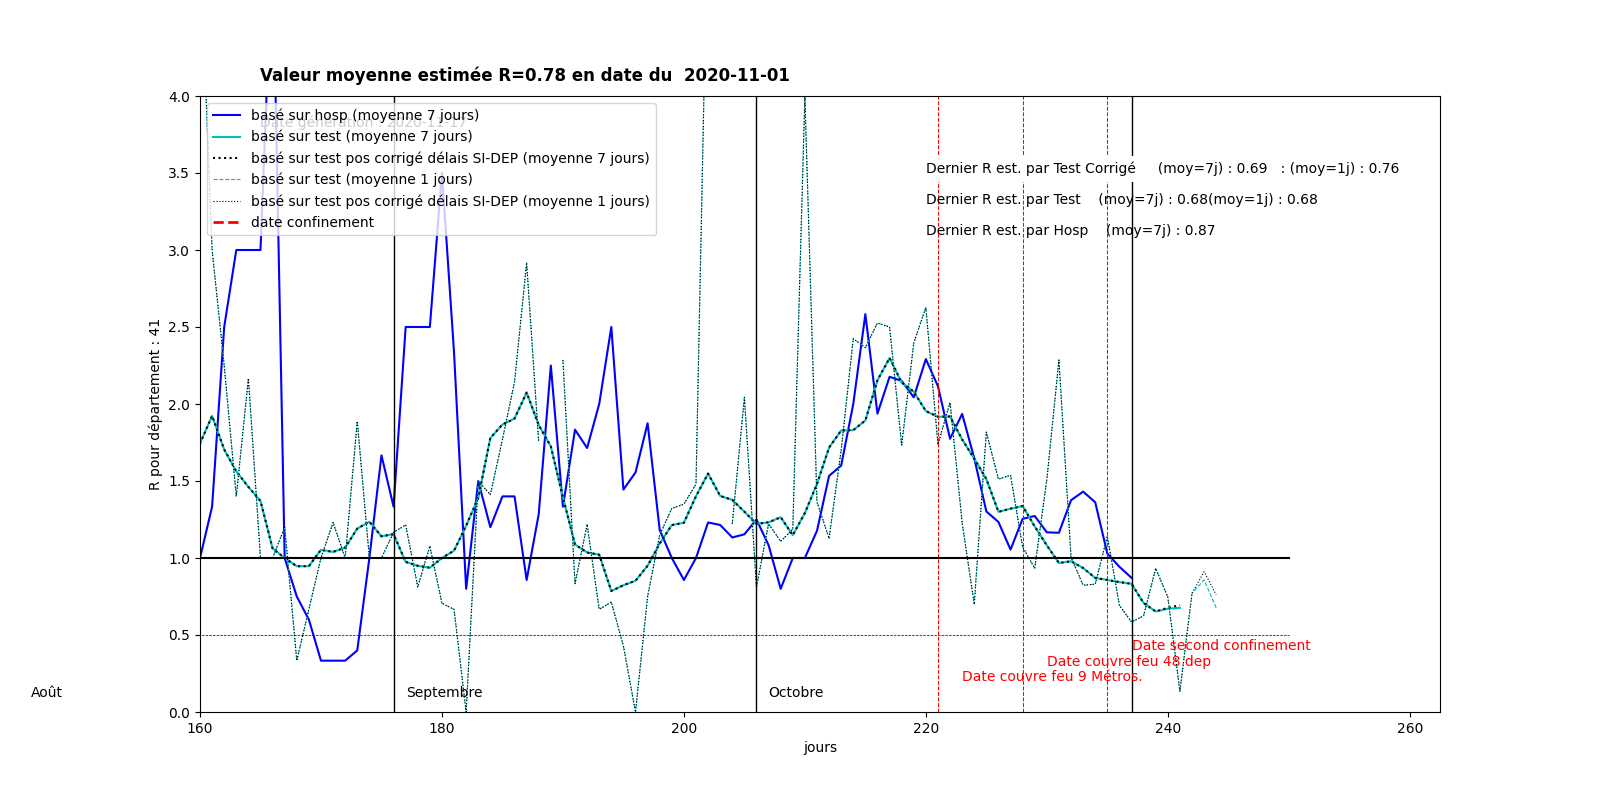 Valeur moyenne estimée R=0.78 en date du  2020-11-01
Date génération : 2020-11-17
basé sur hosp (moyenne 7 jours)
basé sur test (moyenne 7 jours)
basé sur test pos corrigé délais SI-DEP (moyenne 7 jours)
basé sur test (moyenne 1 jours)
basé sur test pos corrigé délais SI-DEP (moyenne 1 jours)
date confinement
Dernier R est. par Test Corrigé     (moy=7j) : 0.69   : (moy=1j) : 0.76
Dernier R est. par Test    (moy=7j) : 0.68(moy=1j) : 0.68
Dernier R est. par Hosp    (moy=7j) : 0.87
4.0
3.5
3.0
2.5
2.0
1.5
1.0
0.5
0.0
R pour département : 41
Date second confinement
Date couvre feu 48 dep
Date couvre feu 9 Métros.
Août
Septembre
Octobre
160
180
200
220
240
260
jours